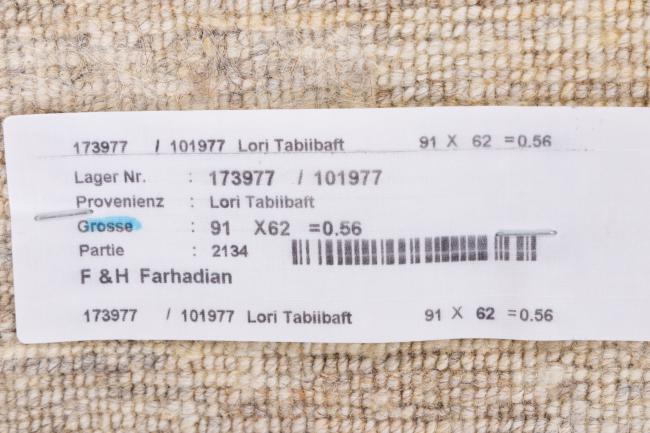 173977 / 101977 Lori Tabiibaft 91 X 62 =0.56
Lager Nr. : 173977 / 101977
Provenienz : Lori Tabiibaft
Grosse : 91 X62 =0.56
Partie : 2134
F &H Farhadian
173977 / 101977 Lori Tabiibaft 91 X 62 =0.56